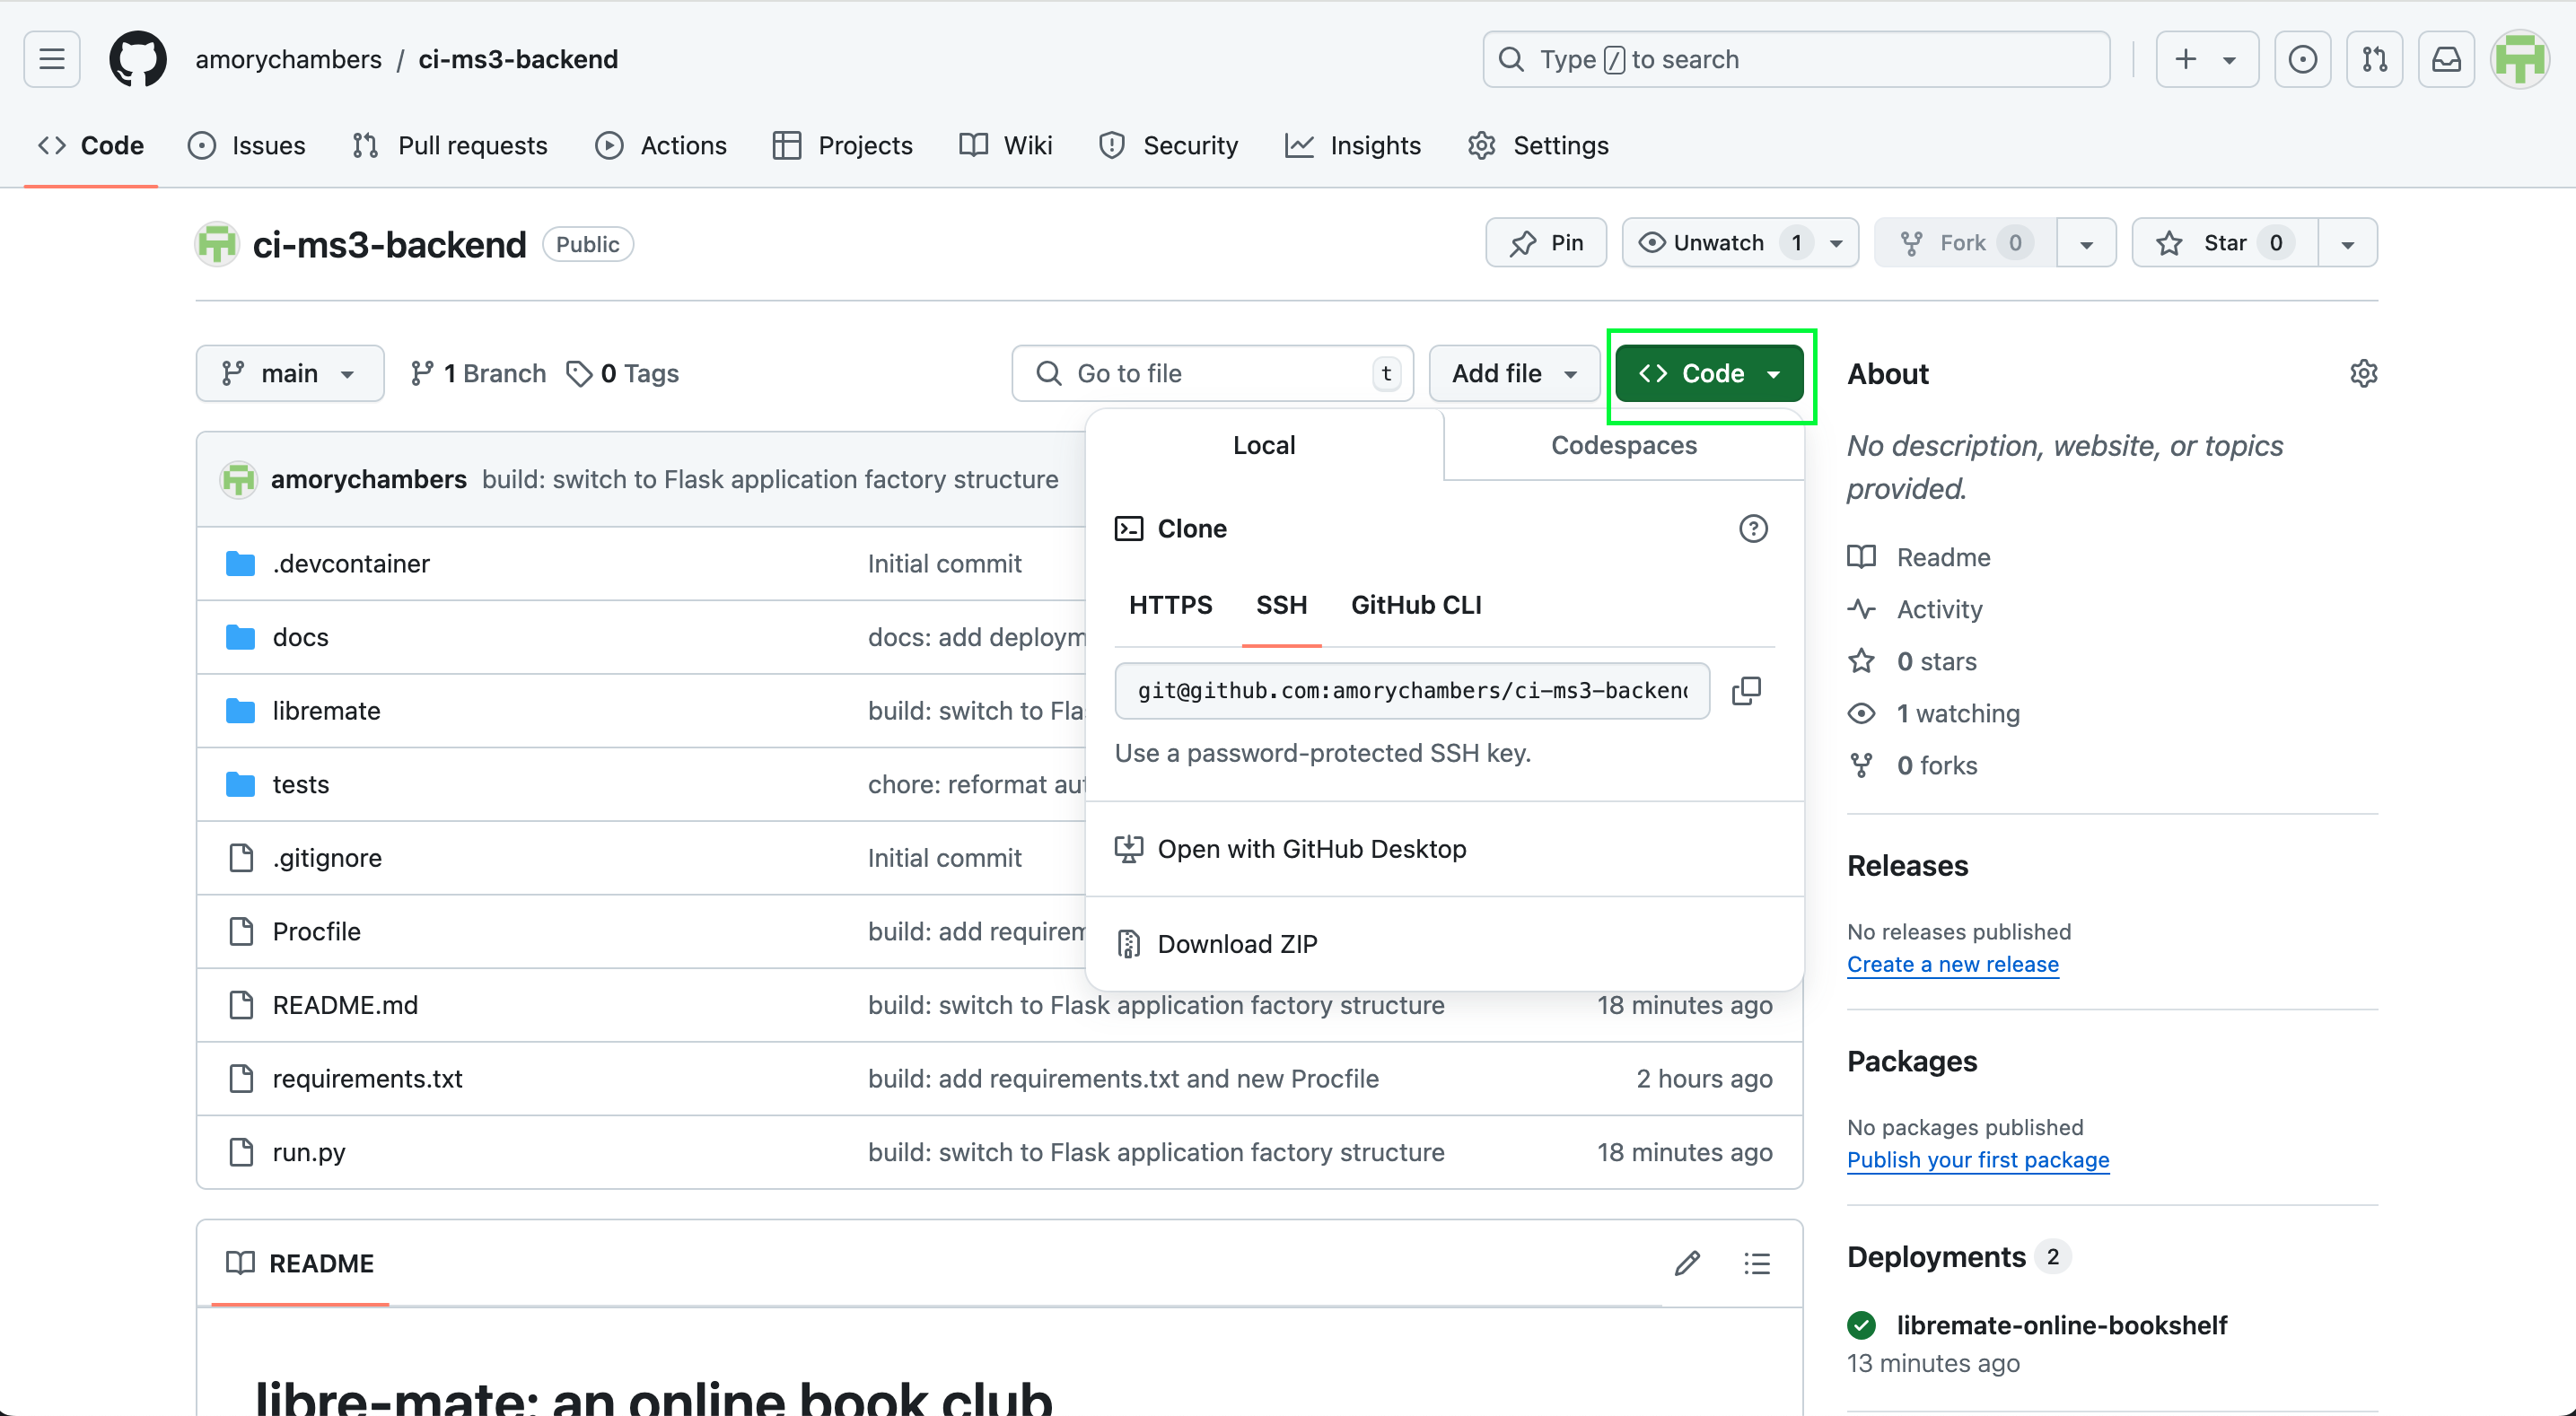 amorychambers / ci-ms3-backend
Type / to search
Code
Issues
Pull requests
Actions
Projects
Wiki
Security
Insights
Settings
ci-ms3-backend
Public
Pin
Unwatch 1
Fork 0
Star 0
main
1 Branch
0 Tags
Go to file
t
Add file
Code
Local
Codespaces
Clone
HTTPS
SSH
GitHub CLI
git@github.com:amorychambers/ci-ms3-backend
Use a password-protected SSH key.
Open with GitHub Desktop
Download ZIP
amorychambers build: switch to Flask application factory structure
.devcontainer Initial commit
docs docs: add deploym
libremate build: switch to Fla
tests chore: reformat aut
.gitignore Initial commit
Procfile build: add requirem
README.md build: switch to Flask application factory structure 18 minutes ago
requirements.txt build: add requirements.txt and new Procfile 2 hours ago
run.py build: switch to Flask application factory structure 18 minutes ago
README
libre-mate: an online book club
About
No description, website, or topics
provided.
Readme
Activity
0 stars
1 watching
0 forks
Releases
No releases published
Create a new release
Packages
No packages published
Publish your first package
Deployments 2
libremate-online-bookshelf
13 minutes ago